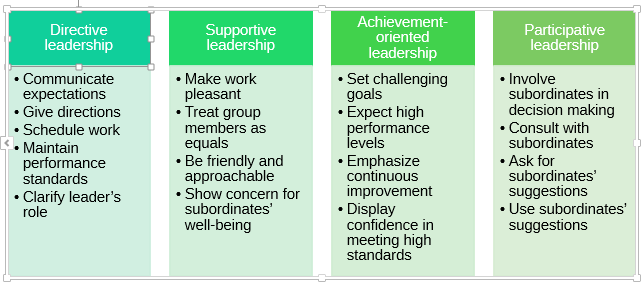 Directive
leadership
• Communicate
expectations
• Give directions
• Schedule work
• Maintain
performance
standards
• Clarify leader's
role
Supportive
leadership
• Make work
pleasant
• Treat group
members as
equals
• Be friendly and
approachable
• Show concern for
subordinates'
well-being
Achievement-
oriented
leadership
• Set challenging
goals
• Expect high
performance
levels
• Emphasize
continuous
improvement
• Display
confidence in
meeting high
standards
Participative
leadership
• Involve
subordinates in
decision making
• Consult with
subordinates
• Ask for
subordinates'
suggestions
• Use subordinates'
suggestions